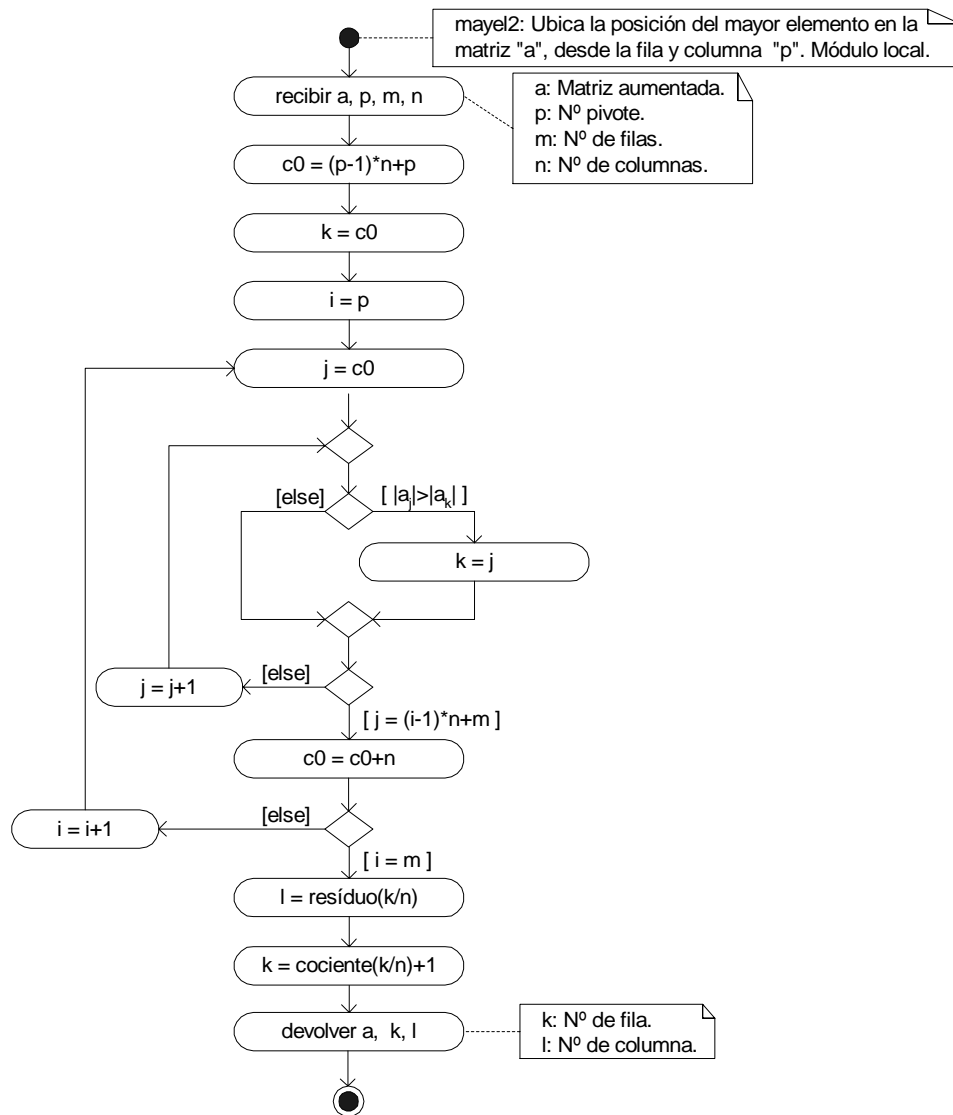 mayel2: Ubica la posición del mayor elemento en la
matriz "a", desde la fila y columna "p". Módulo local.
recibir a, p, m, n
a: Matriz aumentada.
p: Nº pivote.
m: Nº de filas.
n: Nº de columnas.
c0 = (p-1)*n+p
k = c0
i = p
j = c0
[else]
[ |aj|>|ak| ]
k = j
[else]
j = j+1
[ j = (i-1)*n+m ]
c0 = c0+n
[else]
i = i+1
[ i = m ]
l = resíduo(k/n)
k = cociente(k/n)+1
devolver a, k, l
k: Nº de fila.
l: Nº de columna.